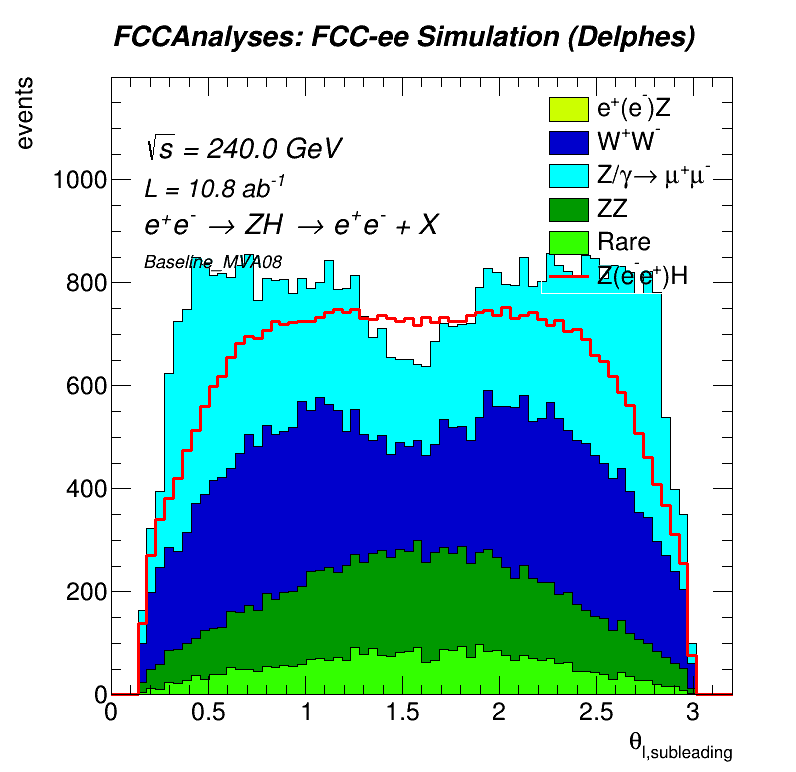 FCCAnalyses: FCC-ee Simulation (Delphes)
events
√s = 240.0 GeV
L = 10.8 ab⁻¹
e⁺e⁻ → ZH → e⁺e⁻ + X
Baseline_MVA08
e⁺(e⁻)Z
W⁺W⁻
Z/γ→ μ⁺μ⁻
ZZ
Rare
Z(e⁻e⁺)H
1000
800
600
400
200
0
0 0.5 1 1.5 2 2.5 3
θ_l,subleading